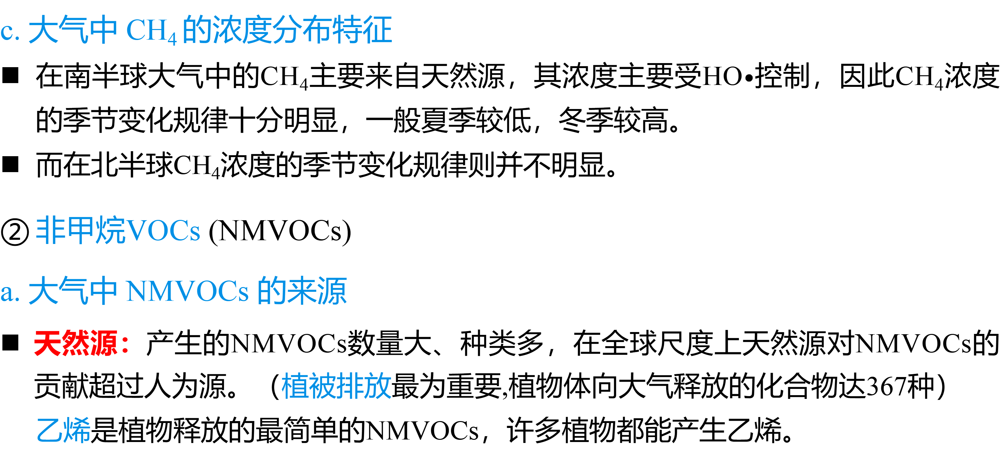 c. 大气中 CH₄ 的浓度分布特征
■ 在南半球大气中的CH₄主要来自天然源，其浓度主要受HO•控制，因此CH₄浓度
的季节变化规律十分明显，一般夏季较低，冬季较高。
■ 而在北半球CH₄浓度的季节变化规律则并不明显。
② 非甲烷VOCs (NMVOCs)
a. 大气中 NMVOCs 的来源
■ 天然源：产生的NMVOCs数量大、种类多，在全球尺度上天然源对NMVOCs的
贡献超过人为源。（植被排放最为重要,植物体向大气释放的化合物达367种）
乙烯是植物释放的最简单的NMVOCs，许多植物都能产生乙烯。